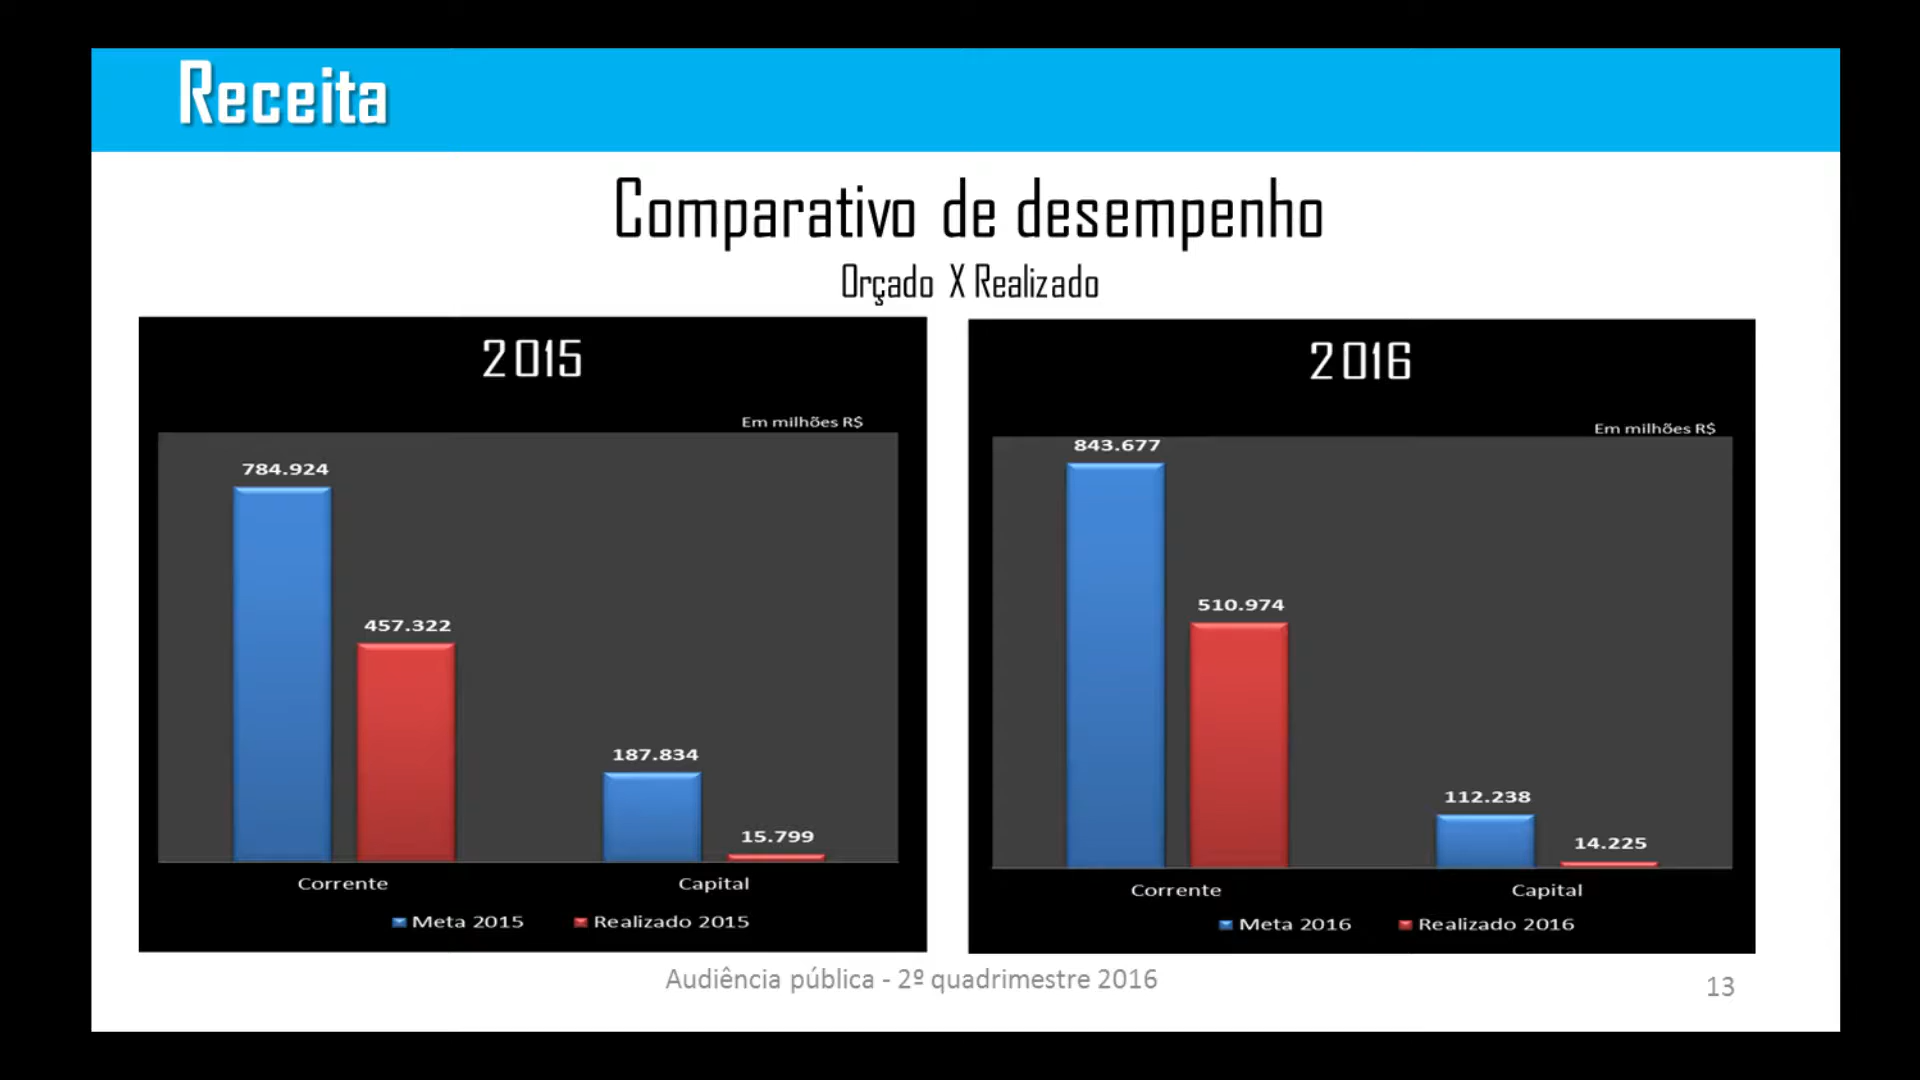 Receita
Comparativo de desempenho
Orçado X Realizado
2015
Em milhões R$
784.924
457.322
187.834
15.799
Corrente
Capital
Meta 2015
Realizado 2015
2016
Em milhões R$
843.677
510.974
112.238
14.225
Corrente
Capital
Meta 2016
Realizado 2016
Audiência pública - 2º quadrimestre 2016
13